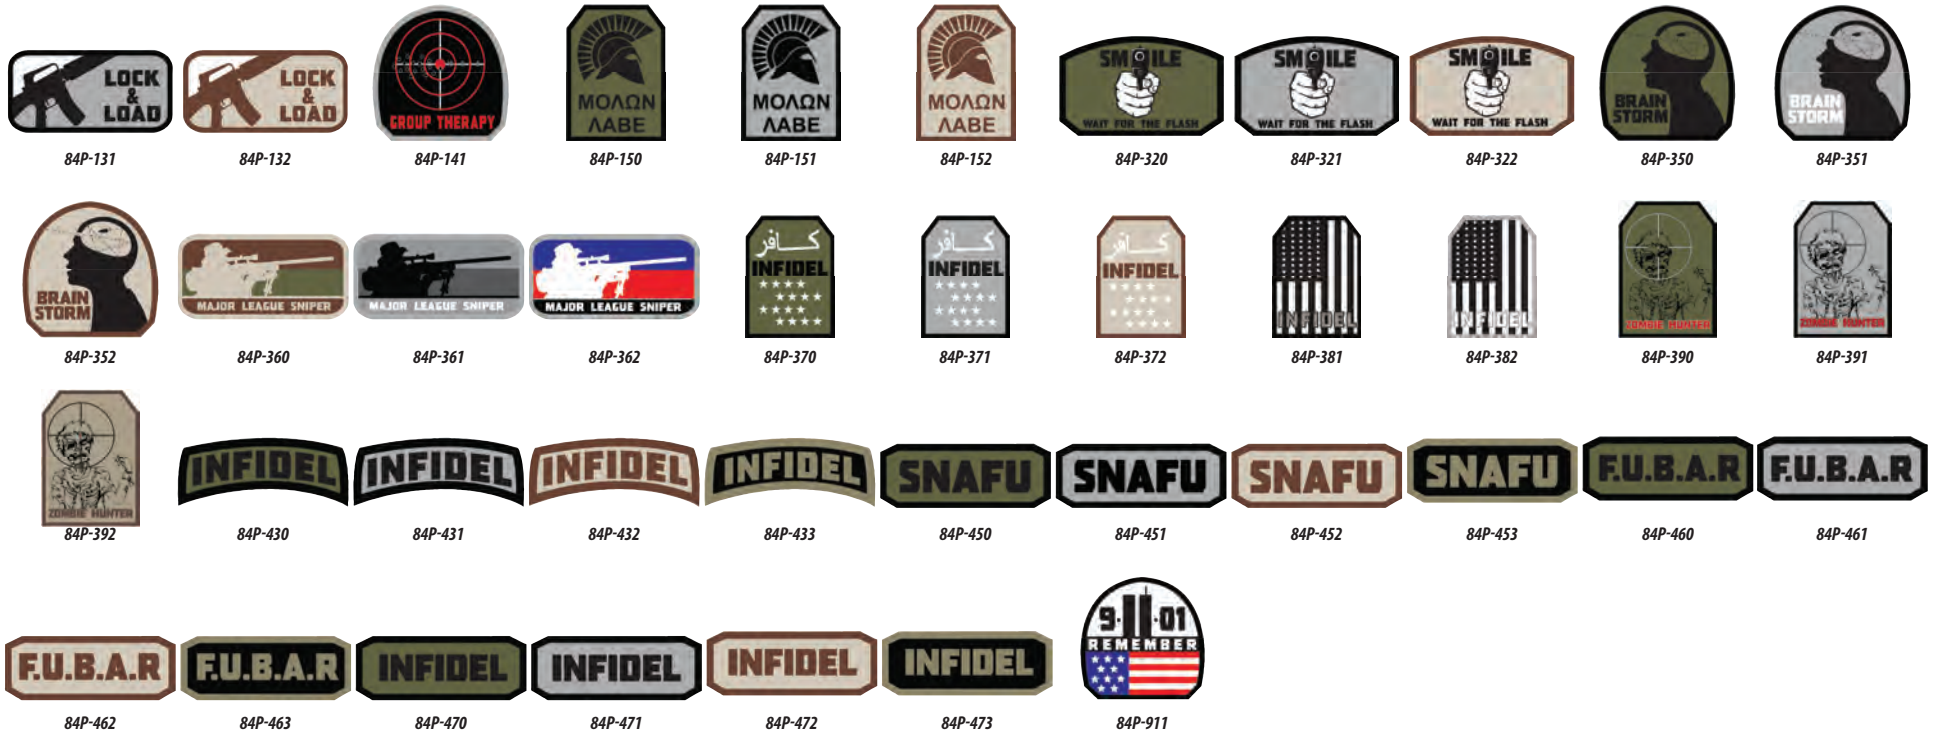 LOCK
&
LOAD
LOCK
&
LOAD
GROUP THERAPY
ΜΟΛΩΝ
ΛΑΒΕ
ΜΟΛΩΝ
ΛΑΒΕ
ΜΟΛΩΝ
ΛΑΒΕ
SM ILE
WAIT FOR THE FLASH
SM ILE
WAIT FOR THE FLASH
SM ILE
WAIT FOR THE FLASH
BRAIN
STORM
BRAIN
STORM
84P-131 84P-132 84P-141 84P-150 84P-151 84P-152 84P-320 84P-321 84P-322 84P-350 84P-351
BRAIN
STORM
MAJOR LEAGUE SNIPER
MAJOR LEAGUE SNIPER
MAJOR LEAGUE SNIPER
كافر
INFIDEL
كافر
INFIDEL
كافر
INFIDEL
INFIDEL
INFIDEL
ZOMBIE HUNTER
ZOMBIE HUNTER
84P-352 84P-360 84P-361 84P-362 84P-370 84P-371 84P-372 84P-381 84P-382 84P-390 84P-391
ZOMBIE HUNTER
INFIDEL
INFIDEL
INFIDEL
INFIDEL
SNAFU
SNAFU
SNAFU
SNAFU
F.U.B.A.R
F.U.B.A.R
84P-392 84P-430 84P-431 84P-432 84P-433 84P-450 84P-451 84P-452 84P-453 84P-460 84P-461
F.U.B.A.R
F.U.B.A.R
INFIDEL
INFIDEL
INFIDEL
INFIDEL
9-11-01
REMEMBER
84P-462 84P-463 84P-470 84P-471 84P-472 84P-473 84P-911